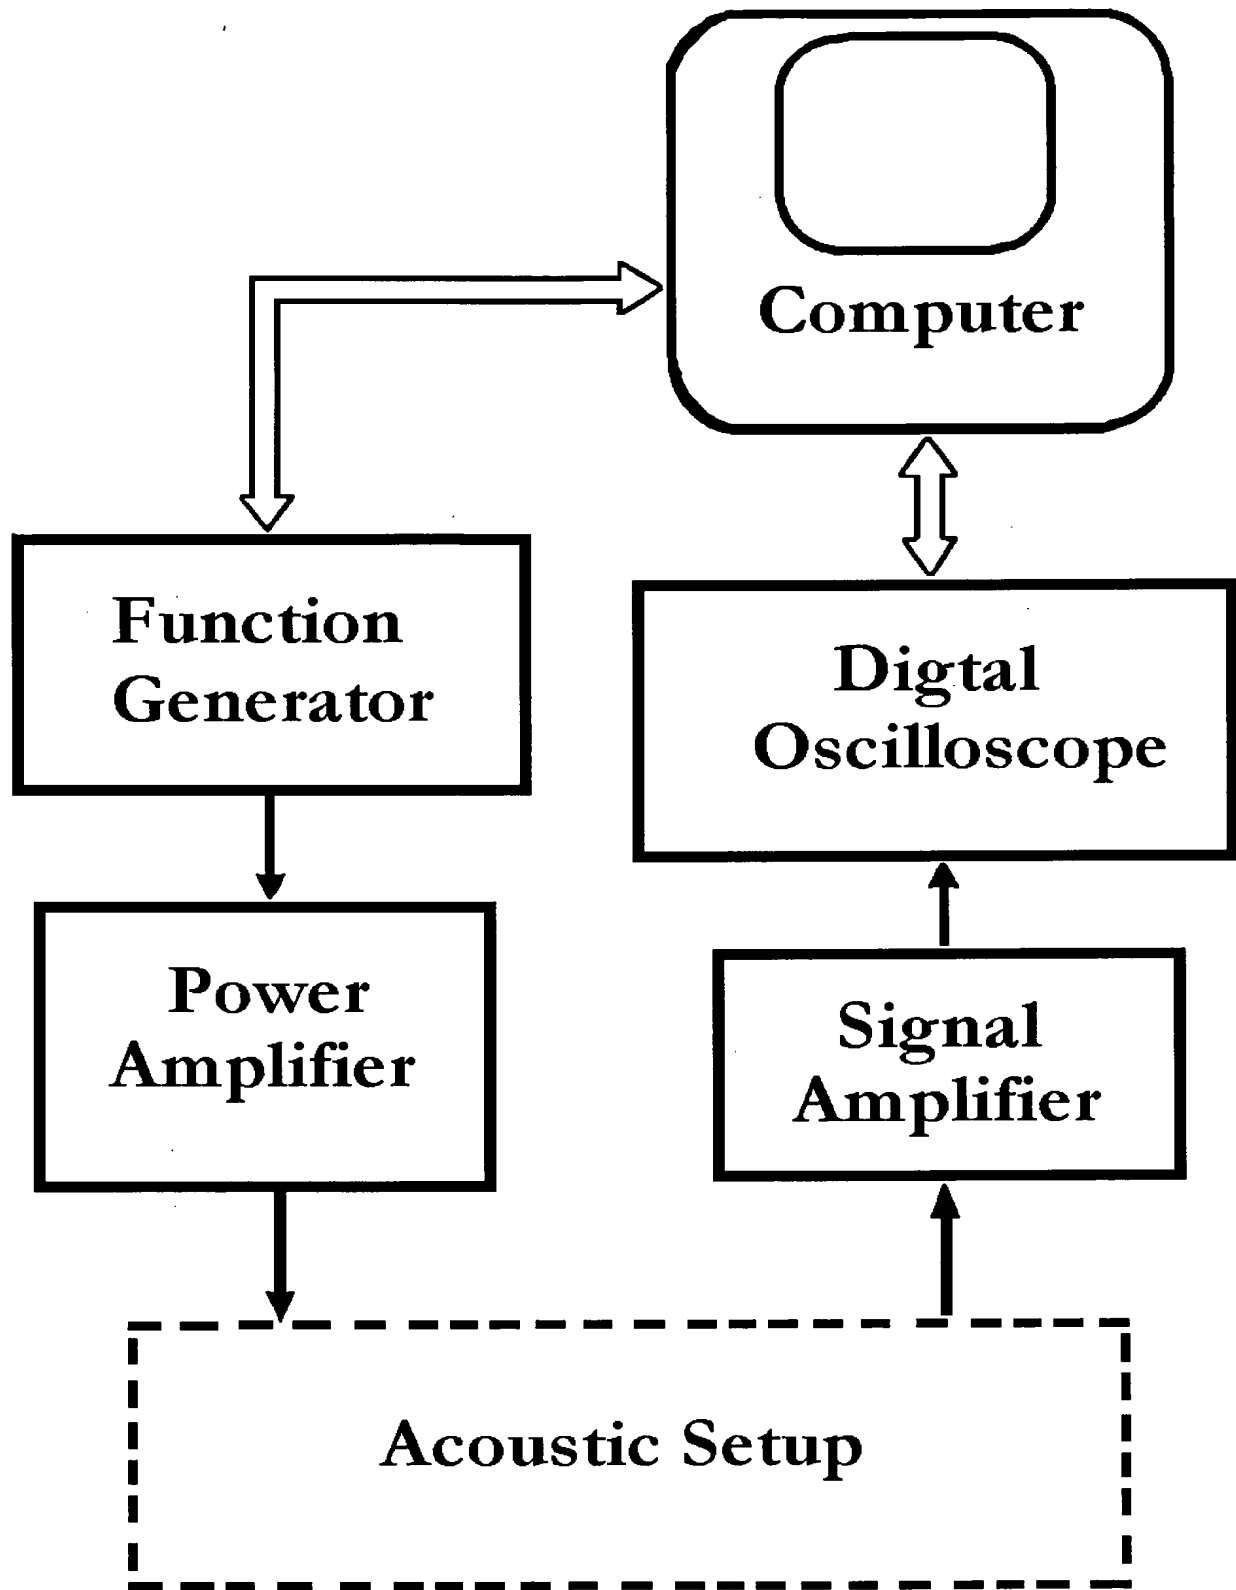 Computer
Function
Generator
Digtal
Oscilloscope
Power
Amplifier
Signal
Amplifier
Acoustic Setup